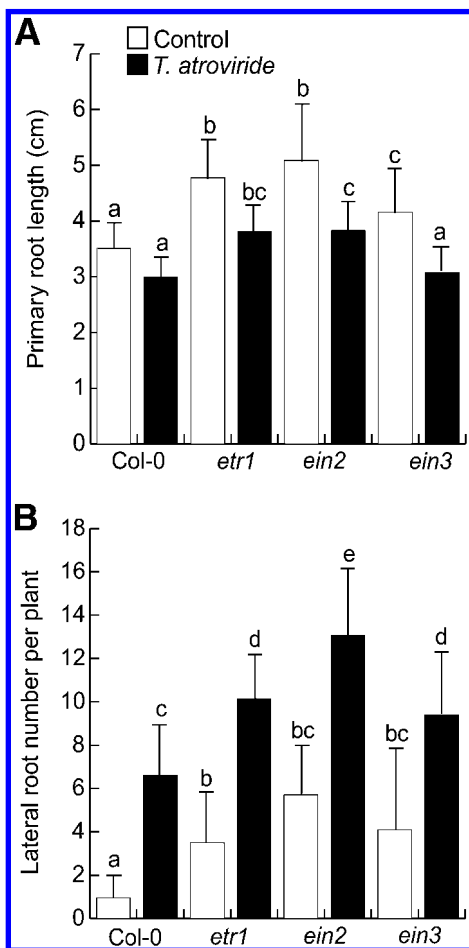 A
Control
T. atroviride
Primary root length (cm)
7
6
5
4
3
2
1
0
a
a
b
bc
b
c
c
a
Col-0 etr1 ein2 ein3
B
Lateral root number per plant
18
16
14
12
10
8
6
4
2
0
a
c
b
d
bc
e
bc
d
Col-0 etr1 ein2 ein3